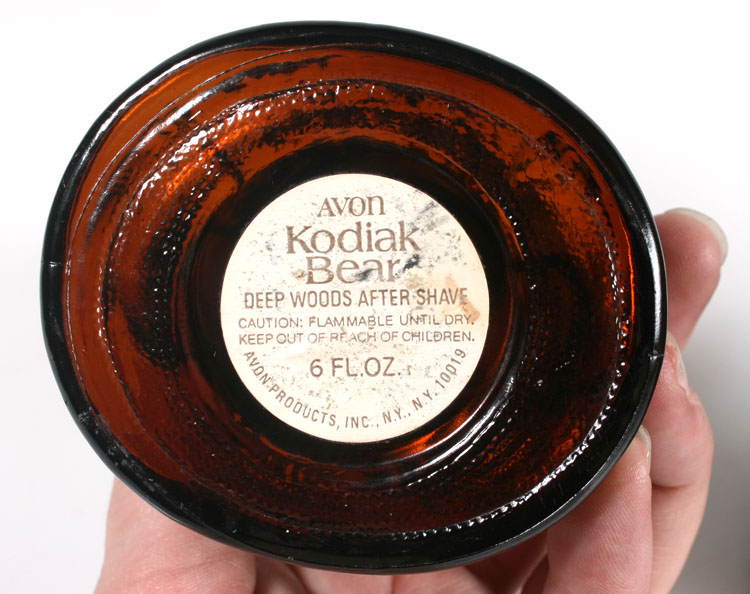 AVON
Kodiak
Bear
DEEP WOODS AFTER SHAVE
CAUTION: FLAMMABLE UNTIL DRY.
KEEP OUT OF REACH OF CHILDREN.
6 FL.OZ.
AVON PRODUCTS, INC., N.Y., N.Y. 10019